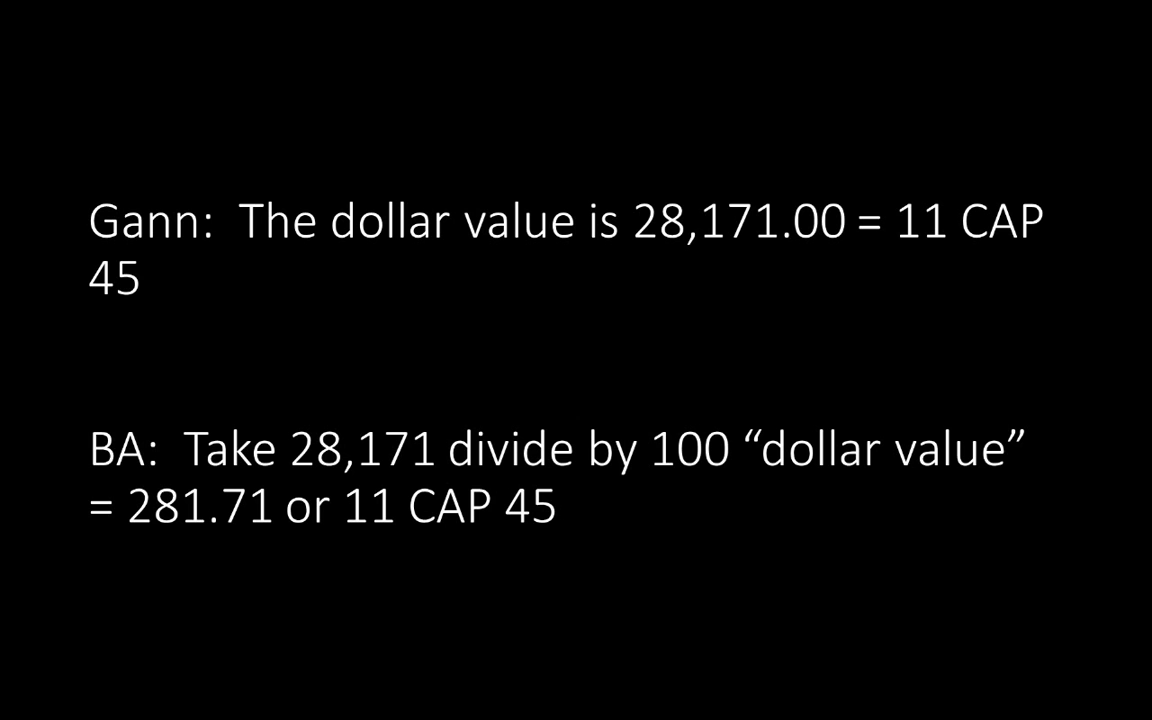 Gann:  The dollar value is 28,171.00 = 11 CAP
45
BA:  Take 28,171 divide by 100 “dollar value”
= 281.71 or 11 CAP 45